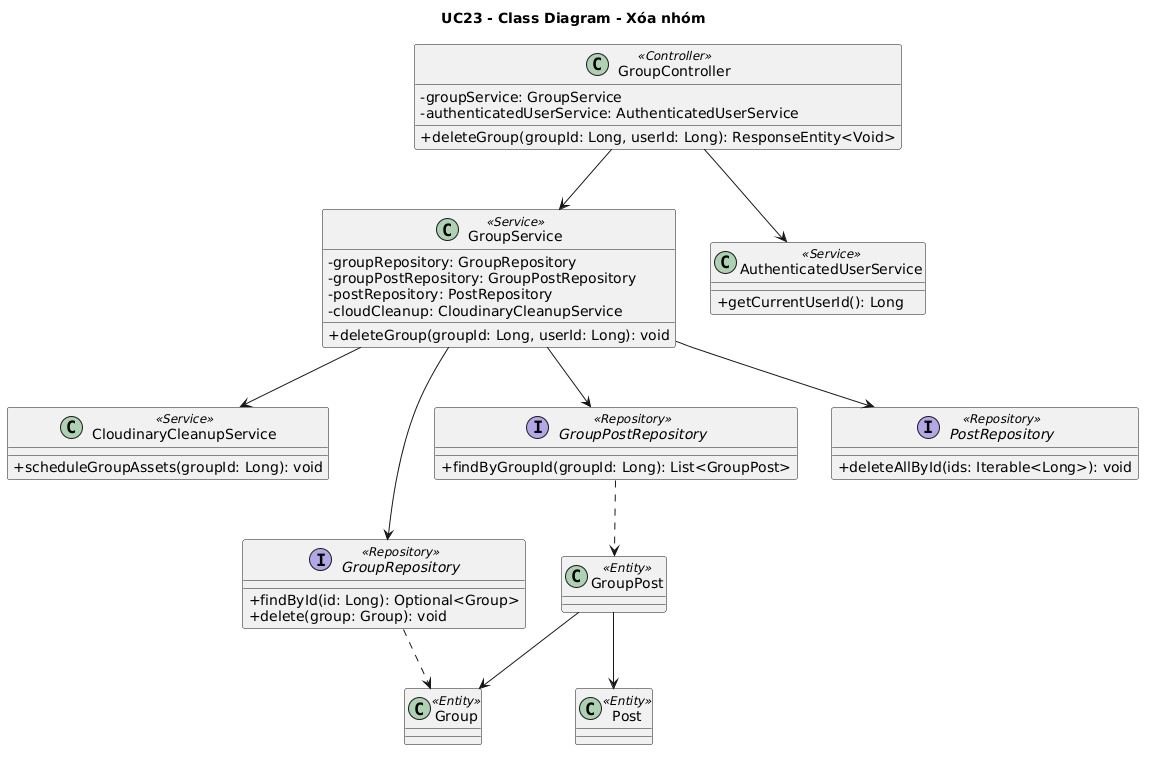 UC23 - Class Diagram - Xóa nhóm
«Controller»
C GroupController
-groupService: GroupService
-authenticatedUserService: AuthenticatedUserService
+deleteGroup(groupId: Long, userId: Long): ResponseEntity<Void>
«Service»
C GroupService
-groupRepository: GroupRepository
-groupPostRepository: GroupPostRepository
-postRepository: PostRepository
-cloudCleanup: CloudinaryCleanupService
+deleteGroup(groupId: Long, userId: Long): void
«Service»
C AuthenticatedUserService
+getCurrentUserId(): Long
«Service»
C CloudinaryCleanupService
+scheduleGroupAssets(groupId: Long): void
«Repository»
I GroupPostRepository
+findByGroupId(groupId: Long): List<GroupPost>
«Repository»
I PostRepository
+deleteAllById(ids: Iterable<Long>): void
«Repository»
I GroupRepository
+findById(id: Long): Optional<Group>
+delete(group: Group): void
«Entity»
C GroupPost
«Entity»
C Group
«Entity»
C Post